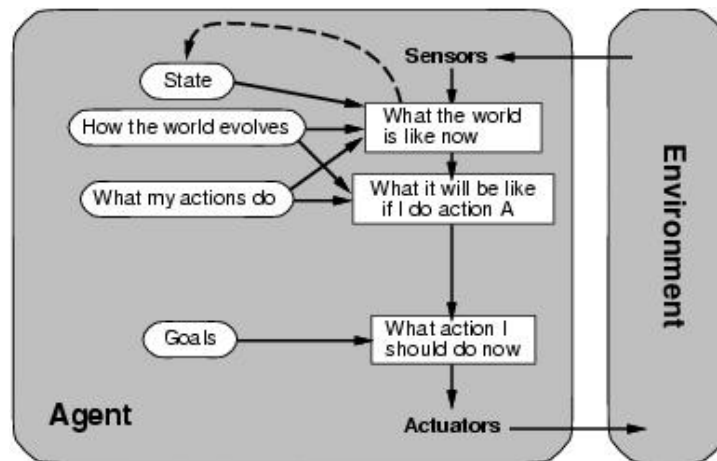 Sensors
State
What the world
is like now
How the world evolves
What it will be like
if I do action A
What my actions do
Goals
What action I
should do now
Agent
Actuators
Environment